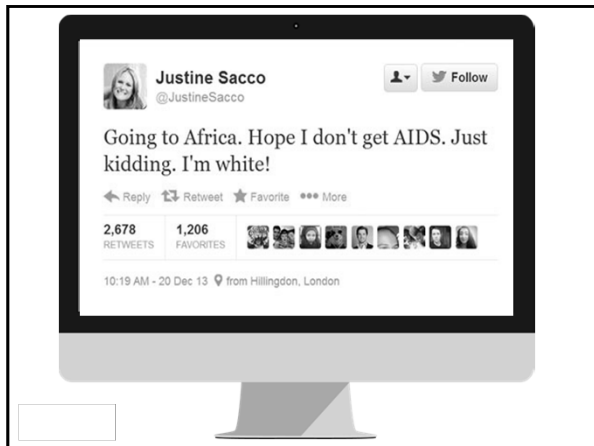 Justine Sacco
@JustineSacco
Follow
Going to Africa. Hope I don't get AIDS. Just
kidding. I'm white!
Reply Retweet Favorite More
2,678 1,206
RETWEETS FAVORITES
10:19 AM - 20 Dec 13 from Hillingdon, London